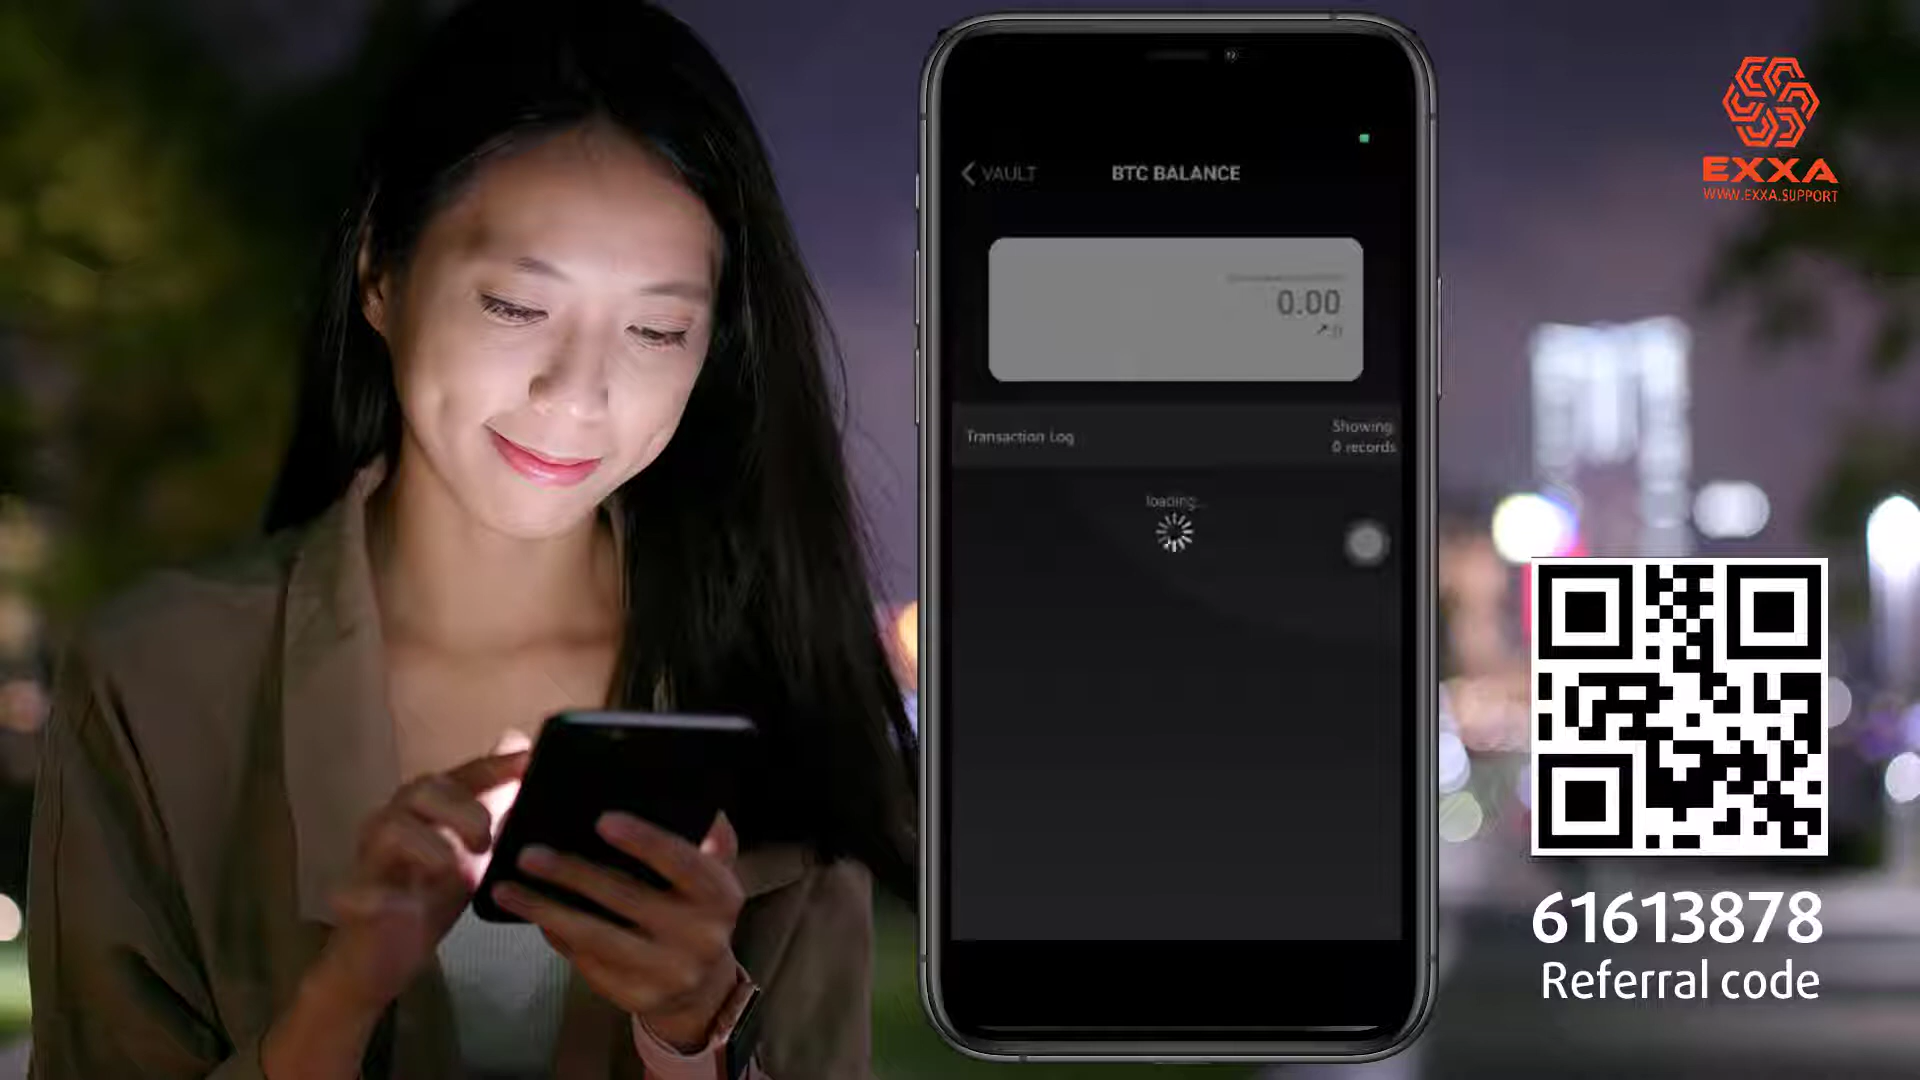 EXXA
WWW.EXXA.SUPPORT
VAULT
BTC BALANCE
0.00
Transaction Log
Showing
0 records
loading...
61613878
Referral code